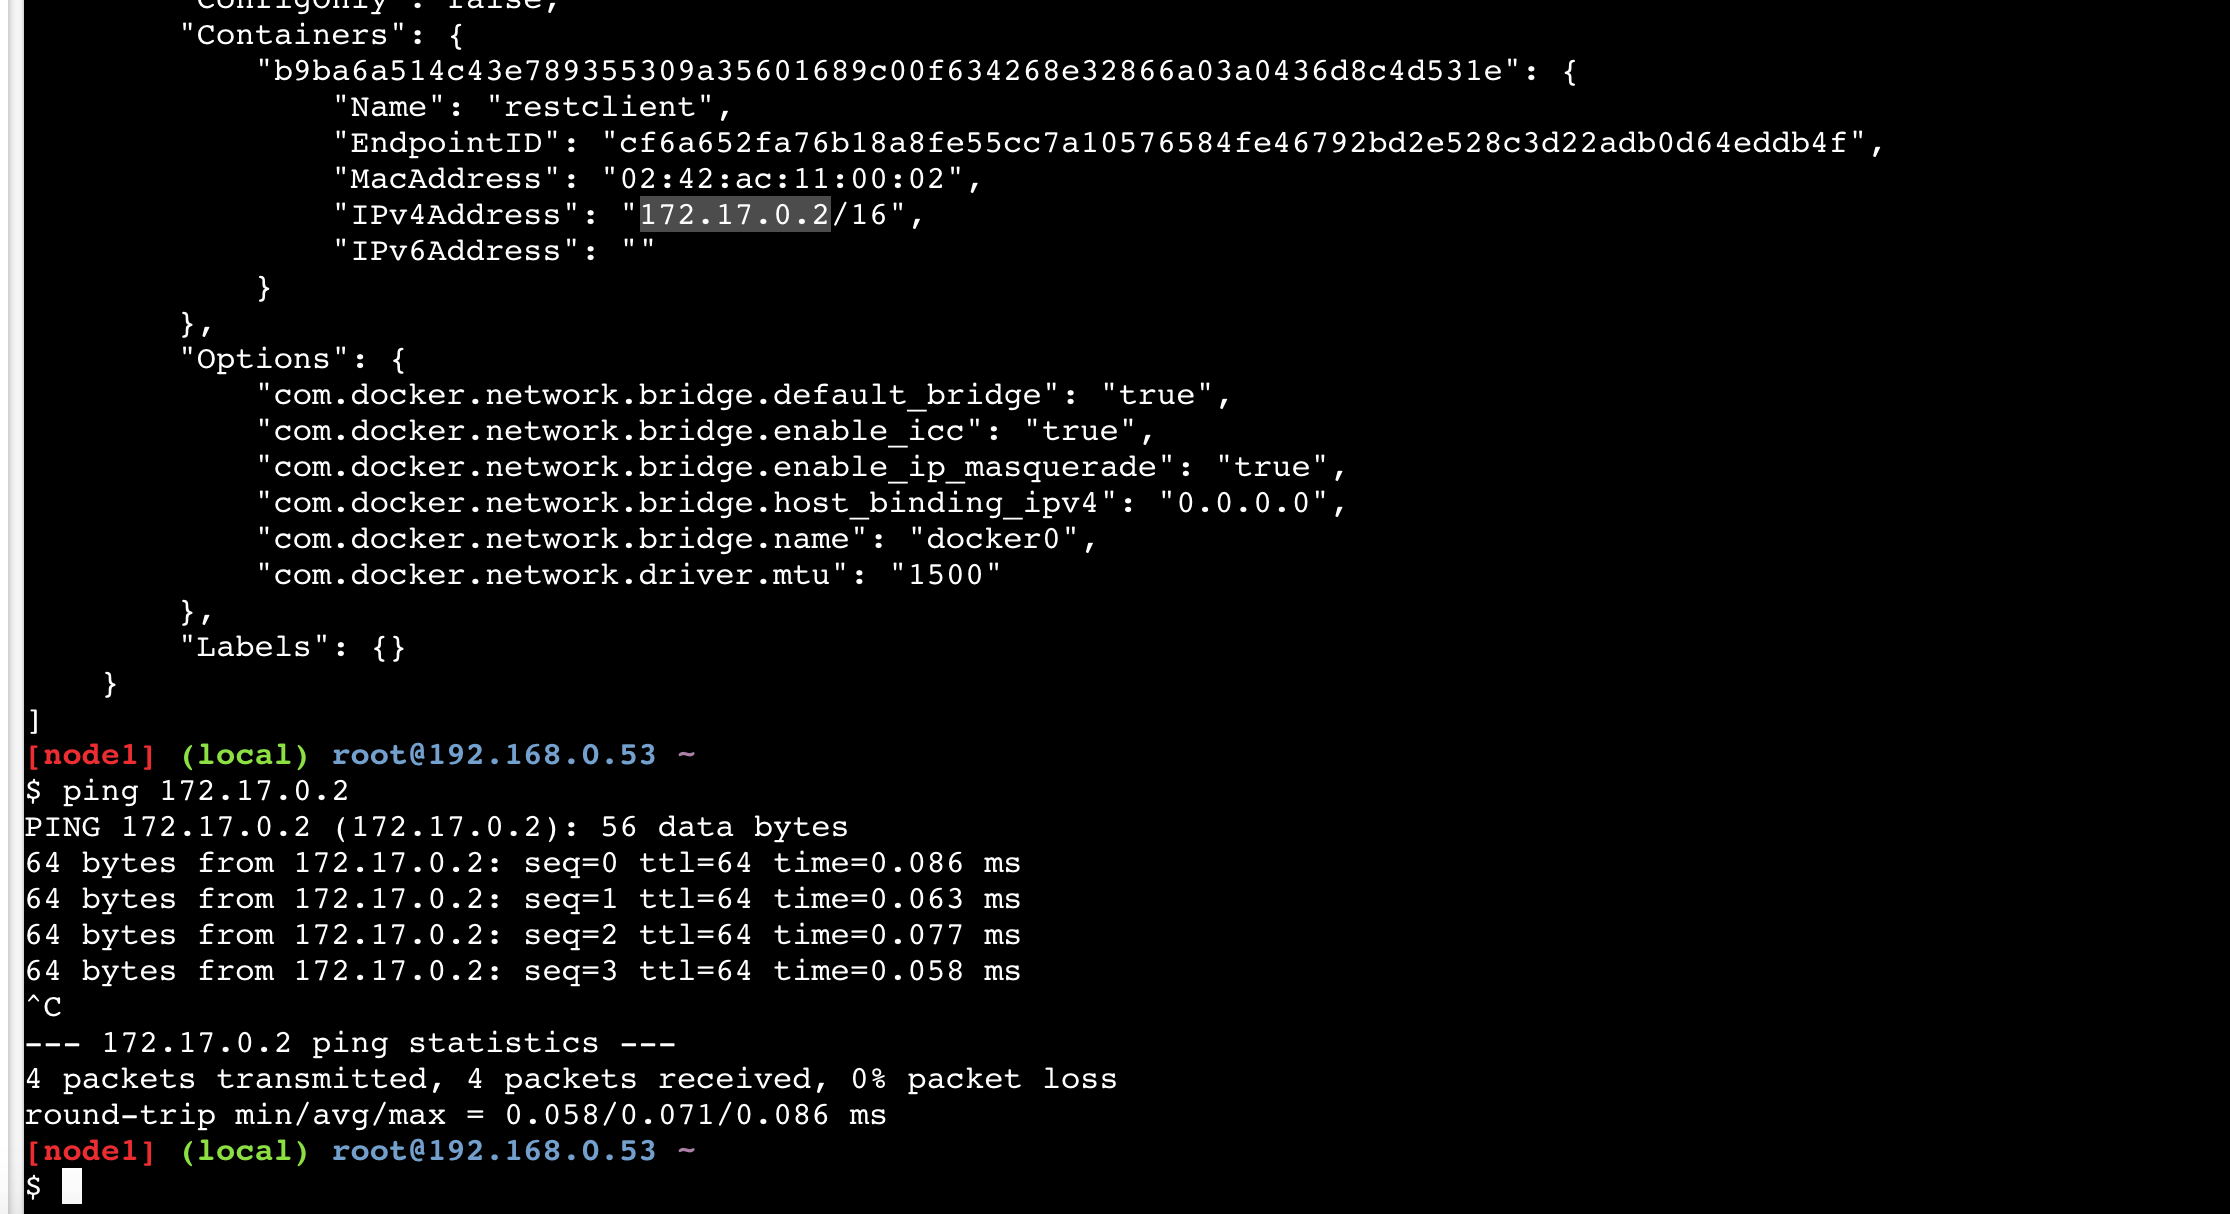 "ConfigOnly": false,
"Containers": {
"b9ba6a514c43e789355309a35601689c00f634268e32866a03a0436d8c4d531e": {
"Name": "restclient",
"EndpointID": "cf6a652fa76b18a8fe55cc7a10576584fe46792bd2e528c3d22adb0d64eddb4f",
"MacAddress": "02:42:ac:11:00:02",
"IPv4Address": "172.17.0.2/16",
"IPv6Address": ""
}
},
"Options": {
"com.docker.network.bridge.default_bridge": "true",
"com.docker.network.bridge.enable_icc": "true",
"com.docker.network.bridge.enable_ip_masquerade": "true",
"com.docker.network.bridge.host_binding_ipv4": "0.0.0.0",
"com.docker.network.bridge.name": "docker0",
"com.docker.network.driver.mtu": "1500"
},
"Labels": {}
}
]
[node1] (local) root@192.168.0.53 ~
$ ping 172.17.0.2
PING 172.17.0.2 (172.17.0.2): 56 data bytes
64 bytes from 172.17.0.2: seq=0 ttl=64 time=0.086 ms
64 bytes from 172.17.0.2: seq=1 ttl=64 time=0.063 ms
64 bytes from 172.17.0.2: seq=2 ttl=64 time=0.077 ms
64 bytes from 172.17.0.2: seq=3 ttl=64 time=0.058 ms
^C
--- 172.17.0.2 ping statistics ---
4 packets transmitted, 4 packets received, 0% packet loss
round-trip min/avg/max = 0.058/0.071/0.086 ms
[node1] (local) root@192.168.0.53 ~
$